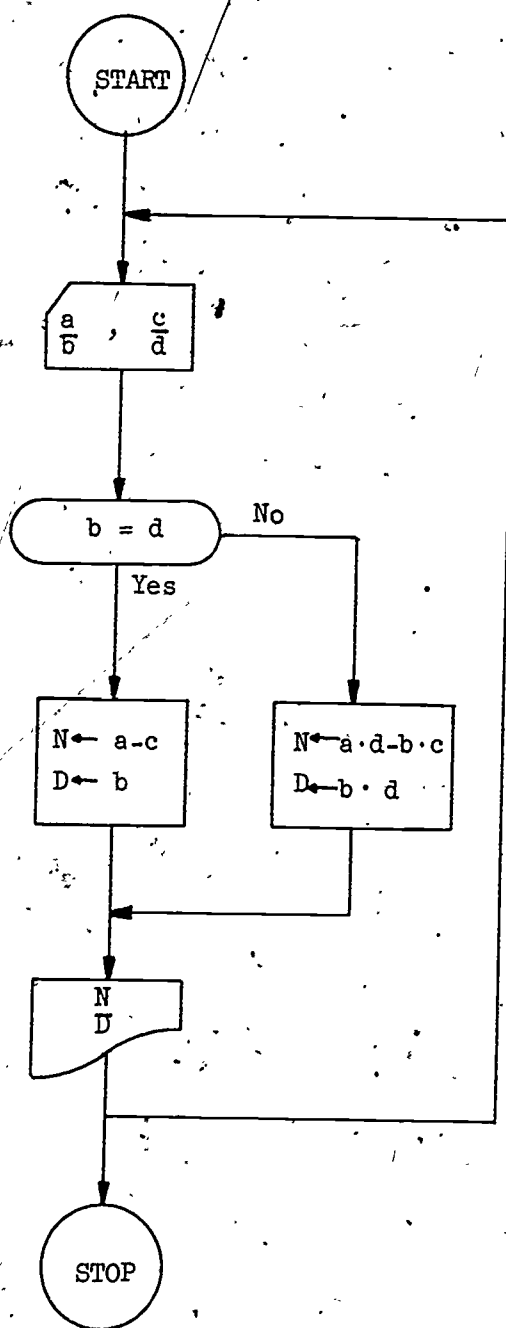 START
a/b , c/d
b = d
No
Yes
N← a-c
D← b
N←a·d-b·c
D←b· d
N/D
STOP